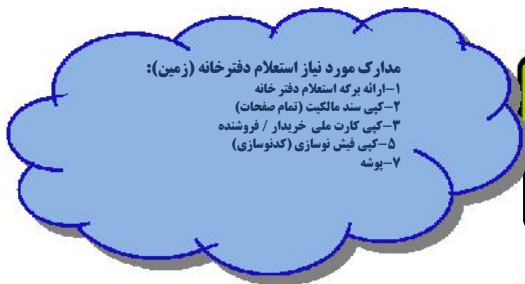 مدارک مورد نیاز استعلام دفترخانه (زمین):
۱-ارائه برگه استعلام دفتر خانه
۲-کپی سند مالکیت (تمام صفحات)
۳-کپی کارت ملی خریدار / فروشنده
۵-کپی فیش نوسازی (کدنوسازی)
۷-پوشه